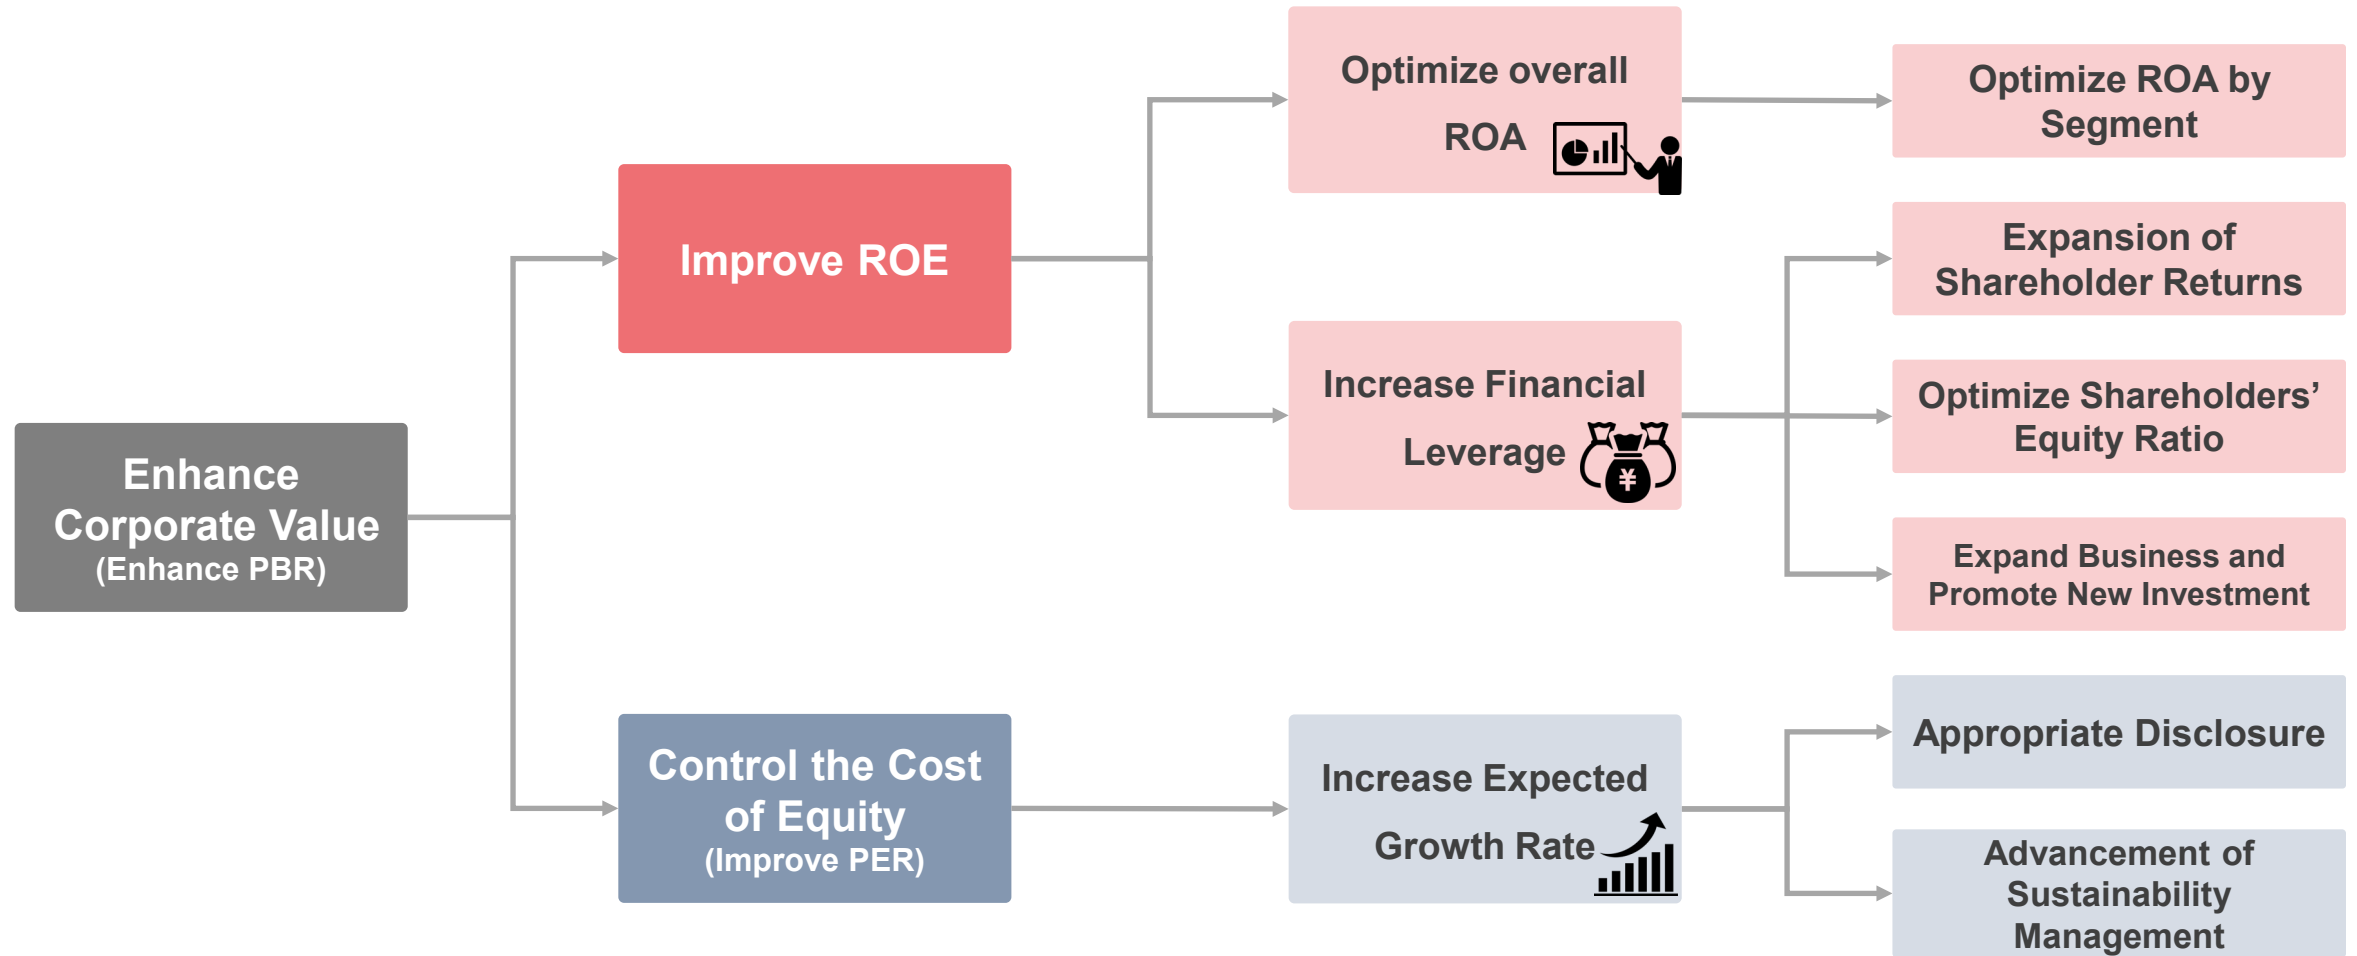 Enhance
Corporate Value
(Enhance PBR)
Improve ROE
Control the Cost
of Equity
(Improve PER)
Optimize overall
ROA
Increase Financial
Leverage
¥
Increase Expected
Growth Rate
Optimize ROA by
Segment
Expansion of
Shareholder Returns
Optimize Shareholders’
Equity Ratio
Expand Business and
Promote New Investment
Appropriate Disclosure
Advancement of
Sustainability
Management